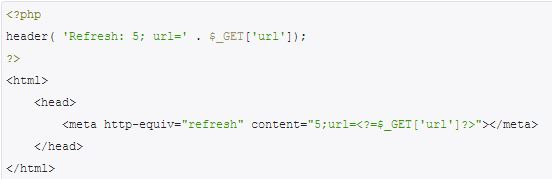 <?php
header( 'Refresh: 5; url=' . $_GET['url']);
?>
<html>
<head>
<meta http-equiv="refresh" content="5;url=<?=$_GET['url']?>"></meta>
</head>
</html>